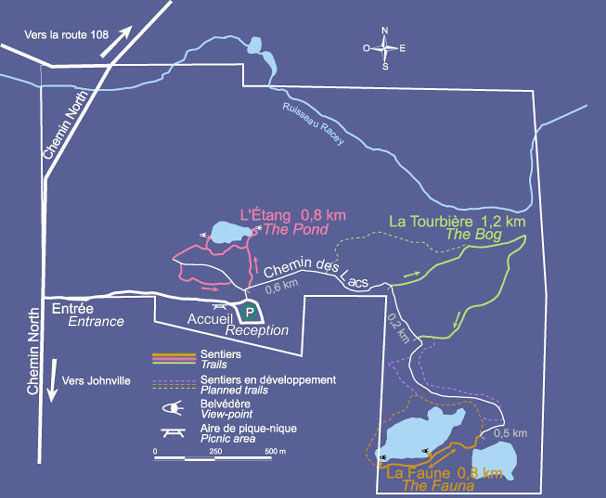 Vers la route 108
N
O
E
S
Chemin North
Ruisseau Racey
L'Étang 0,8 km
The Pond
La Tourbière 1,2 km
The Bog
Chemin des Lacs
0,6 km
Entrée
Entrance
Accueil
Reception
P
0,2 km
Chemin North
Vers Johnville
Sentiers
Trails
Sentiers en développement
Planned trails
Belvédère
View-point
Aire de pique-nique
Picnic area
0
250
500 m
0,5 km
La Faune 0,8 km
The Fauna